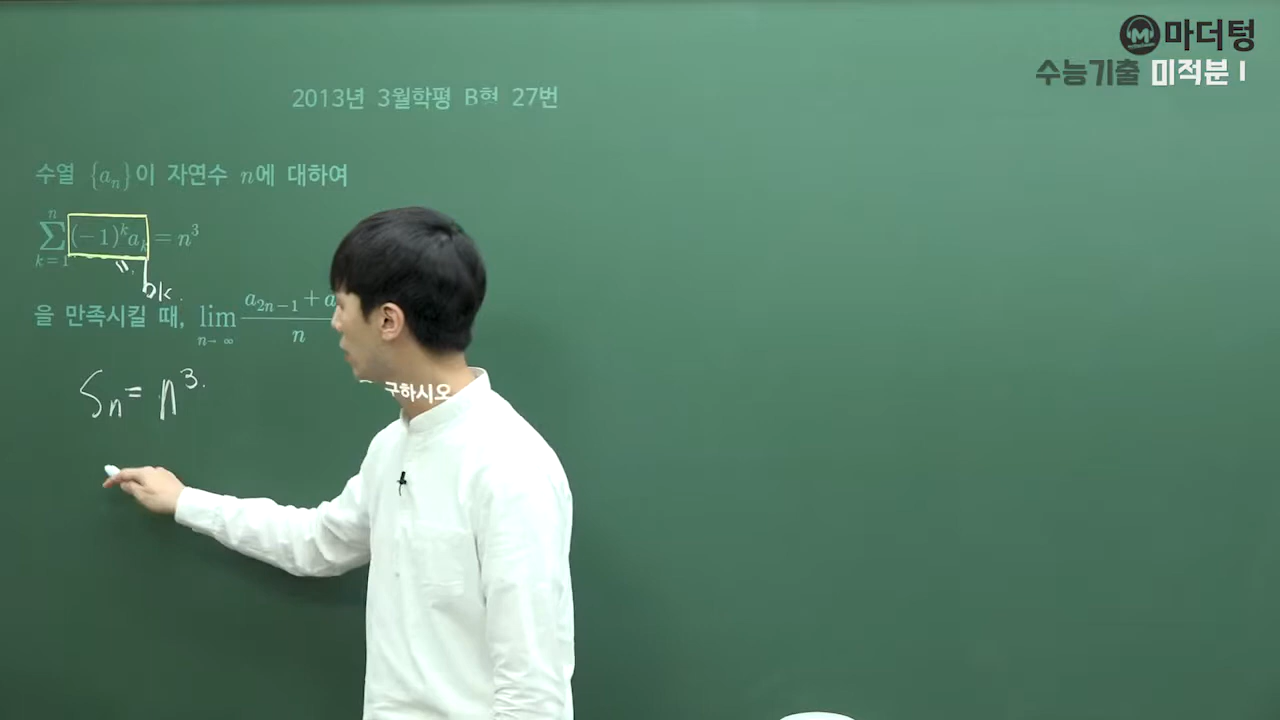 마더텅
수능기출 미적분 I
2013년 3월학평 B형 27번
수열 {aₙ}이 자연수 n에 대하여
n
∑ (-1)ᵏaₖ = n³
k=1
bk.
을 만족시킬 때, lim a₂ₙ₋₁ + a
n→∞ n
구하시오
Sn = n³.